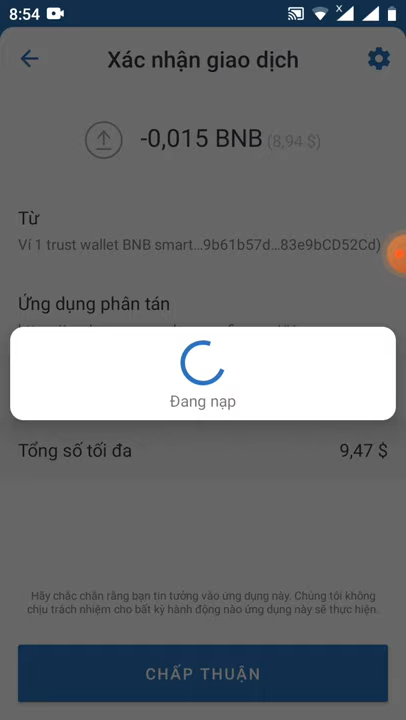 8:54
x
Xác nhận giao dịch
-0,015 BNB (8,94 $)
Từ
Ví 1 trust wallet BNB smart...9b61b57d...83e9bCD52Cd)
Ứng dụng phân tán
Đang nạp
Tổng số tối đa 9,47 $
Hãy chắc chắn rằng bạn tin tưởng vào ứng dụng này. Chúng tôi không
chịu trách nhiệm cho bất kỳ hành động nào ứng dụng này sẽ thực hiện.
CHẤP THUẬN